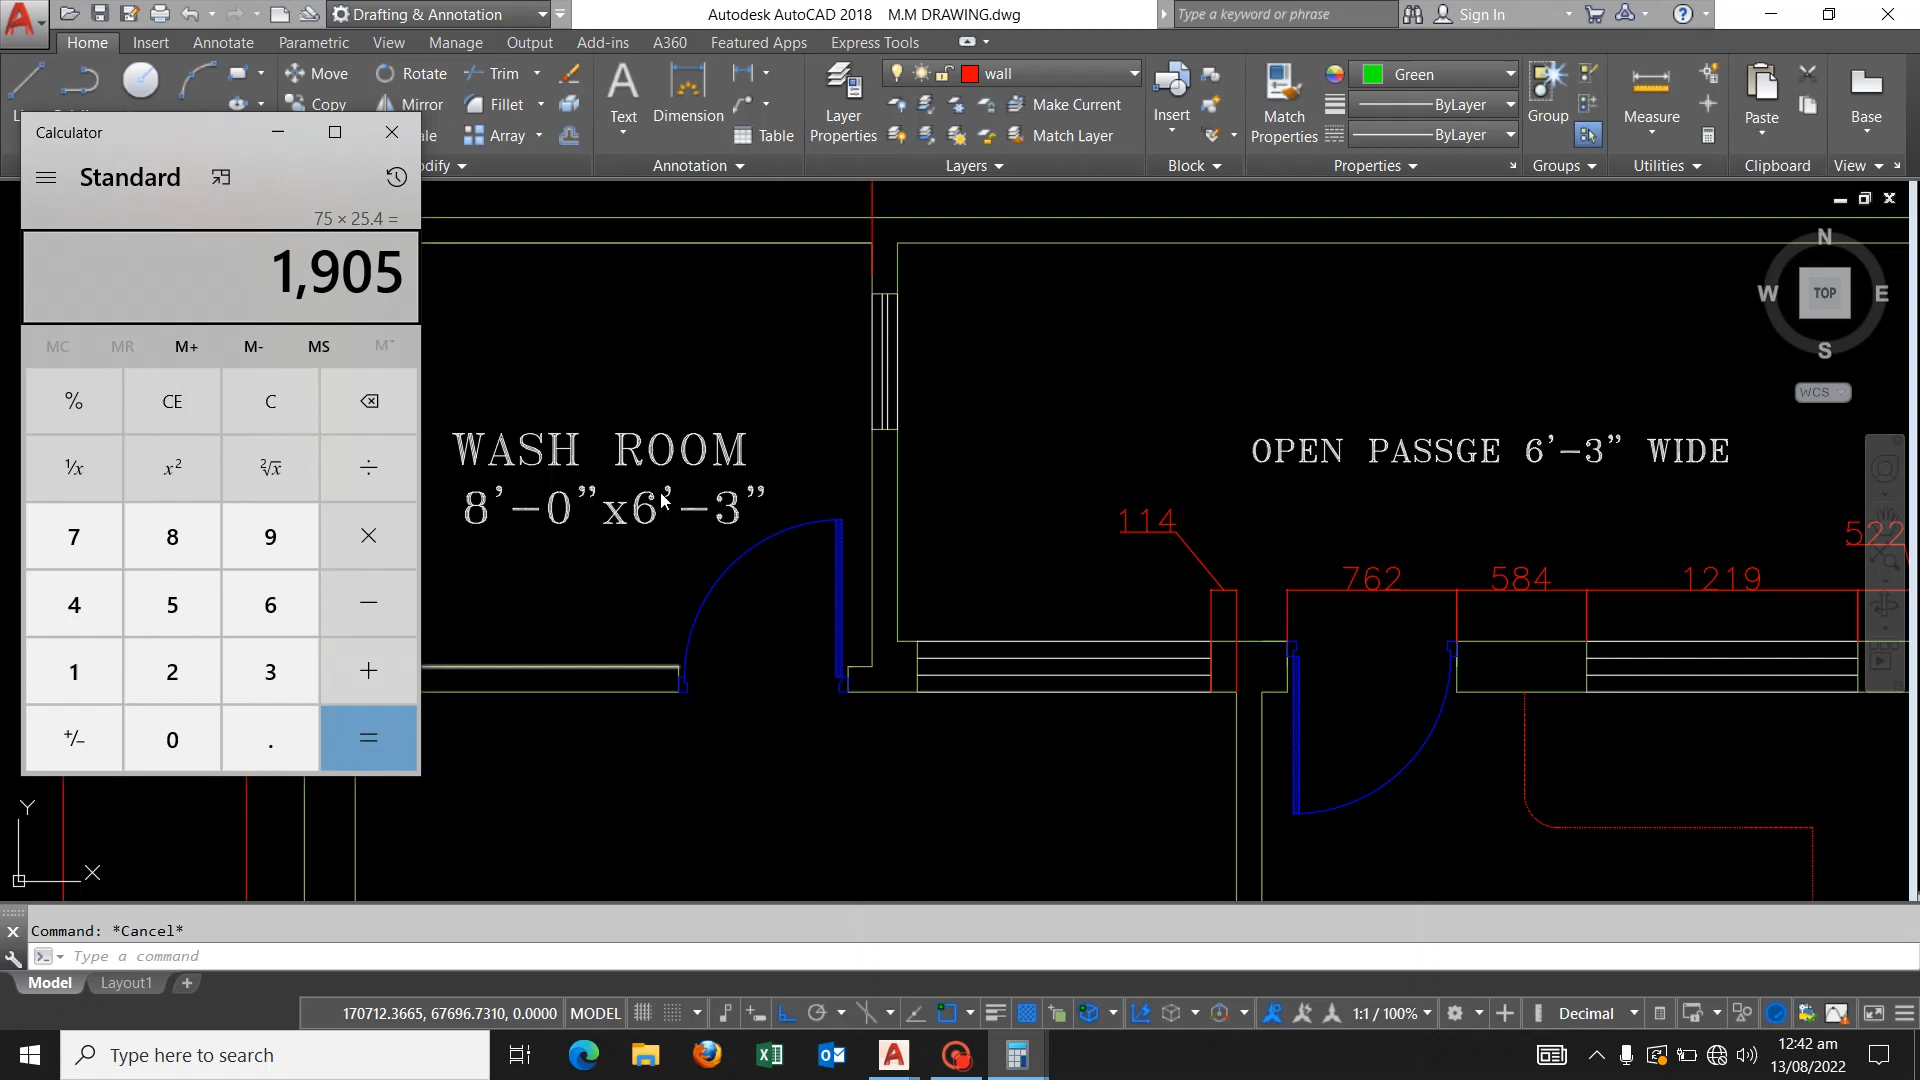 Drafting & Annotation
Autodesk AutoCAD 2018 M.M DRAWING.dwg
Type a keyword or phrase
Sign In
Home Insert Annotate Parametric View Manage Output Add-ins A360 Featured Apps Express Tools
Move Rotate Trim
Copy Mirror Fillet
Array
Text
Dimension
Table
Annotation
Layer
Properties
wall
Make Current
Match Layer
Layers
Insert
Block
Match
Properties
Green
ByLayer
ByLayer
Properties
Group
Groups
Measure
Utilities
Paste
Clipboard
Base
View
Calculator
Standard
75 × 25.4 =
1,905
MC MR M+ M- MS M˅
% CE C
¹/x x² ²√x ÷
7 8 9 ×
4 5 6 −
1 2 3 +
+/− 0 . =
WASH ROOM
8'-0"x6'-3"
OPEN PASSGE 6'-3" WIDE
114
762 584 1219
522
N
W TOP E
S
WCS
Y
X
Command: *Cancel*
Type a command
Model Layout1 +
170712.3665, 67696.7310, 0.0000 MODEL 1:1 / 100% Decimal
Type here to search
12:42 am
13/08/2022